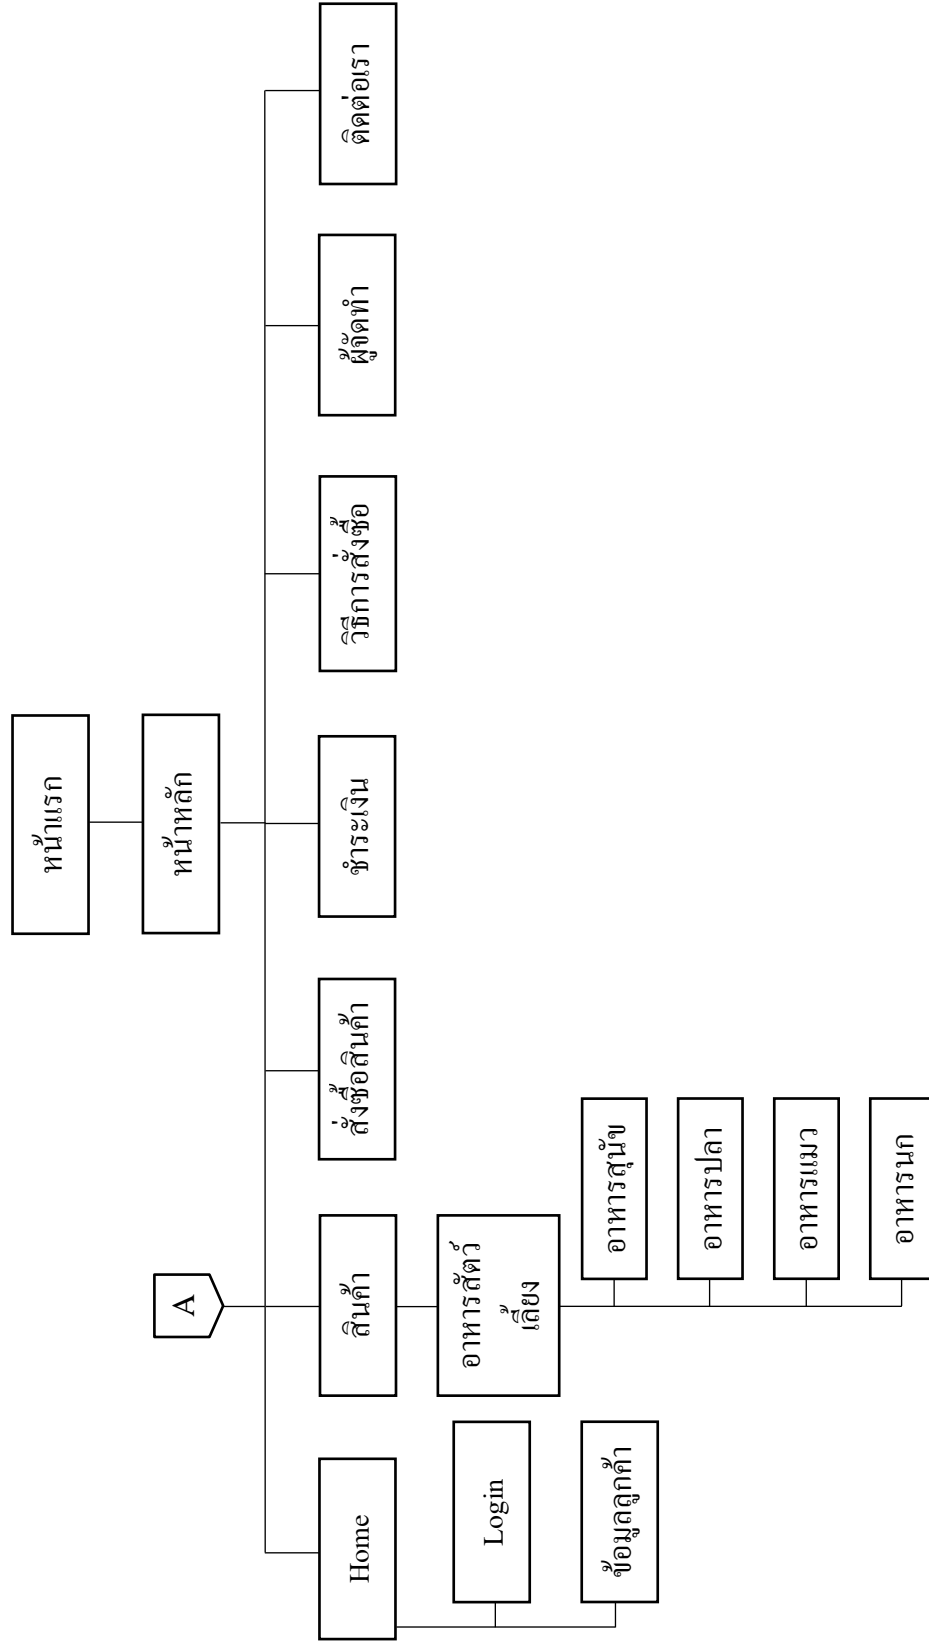 หน้าแรก
หน้าหลัก
A
Home
สินค้า
สั่งซื้อสินค้า
ชำระเงิน
วิธีการสั่งซื้อ
ผู้จัดทำ
ติดต่อเรา
Login
ข้อมูลลูกค้า
อาหารสัตว์
เลี้ยง
อาหารสุนัข
อาหารปลา
อาหารแมว
อาหารนก